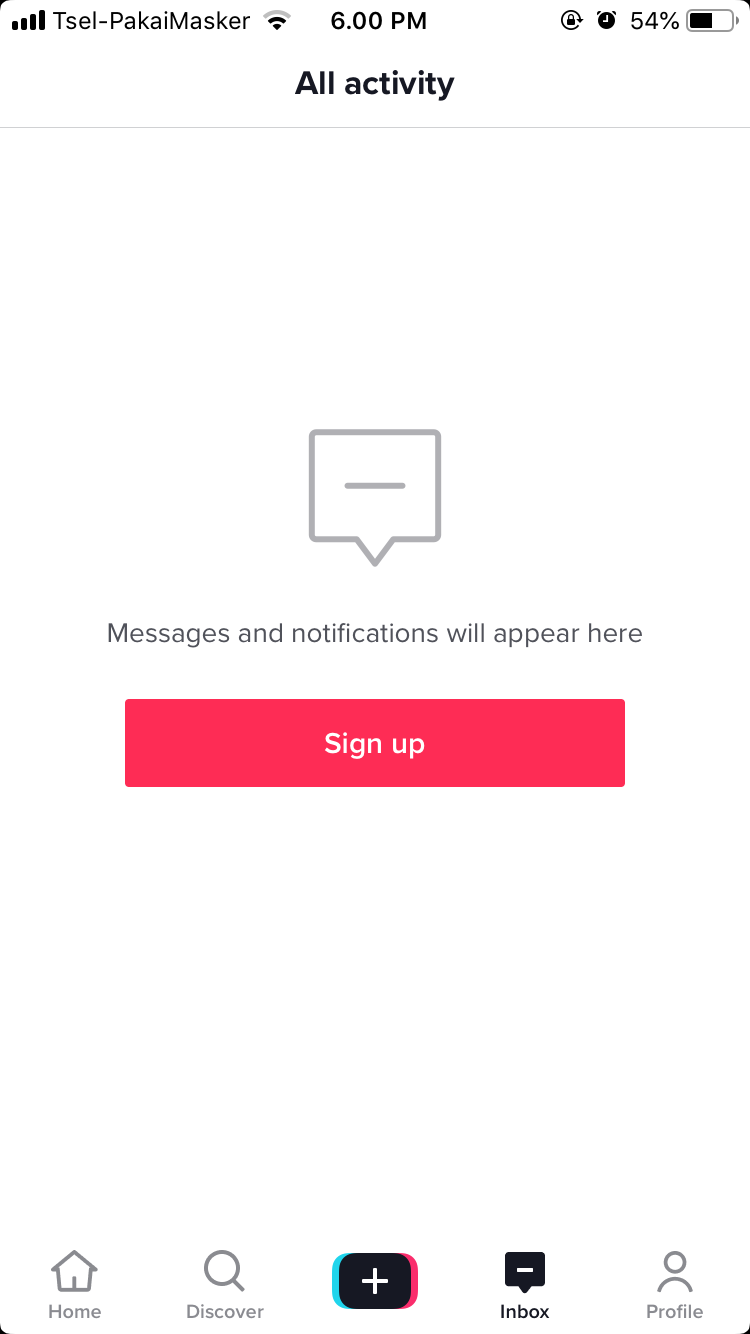 Tsel-PakaiMasker 6.00 PM 54%
All activity
Messages and notifications will appear here
Sign up
Home Discover Inbox Profile